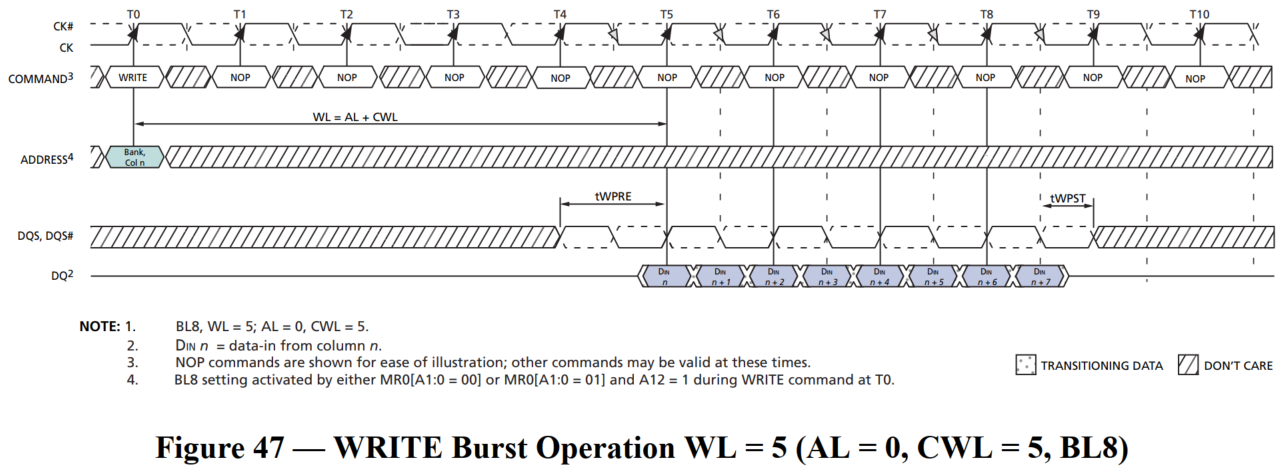 T0 T1 T2 T3 T4 T5 T6 T7 T8 T9 T10
CK#
CK
COMMAND3 WRITE NOP NOP NOP NOP NOP NOP NOP NOP NOP NOP
WL = AL + CWL
ADDRESS4 Bank,
Col n
tWPRE tWPST
DQS, DQS#
DQ2
DIN n DIN n + 1 DIN n + 2 DIN n + 3 DIN n + 4 DIN n + 5 DIN n + 6 DIN n + 7
NOTE: 1. BL8, WL = 5; AL = 0, CWL = 5.
2. DIN n = data-in from column n.
3. NOP commands are shown for ease of illustration; other commands may be valid at these times.
4. BL8 setting activated by either MR0[A1:0 = 00] or MR0[A1:0 = 01] and A12 = 1 during WRITE command at T0.
TRANSITIONING DATA DON'T CARE
Figure 47 — WRITE Burst Operation WL = 5 (AL = 0, CWL = 5, BL8)